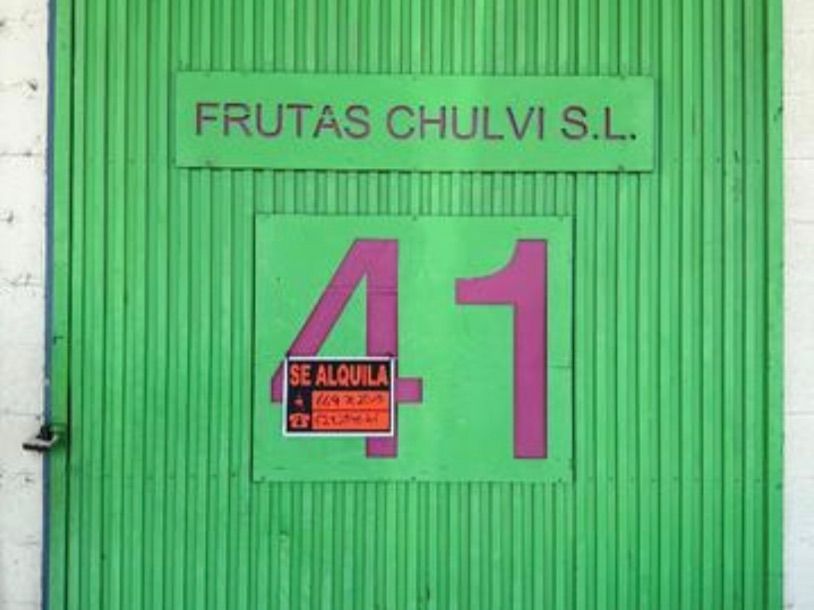 FRUTAS CHULVI S.L.
41
SE ALQUILA